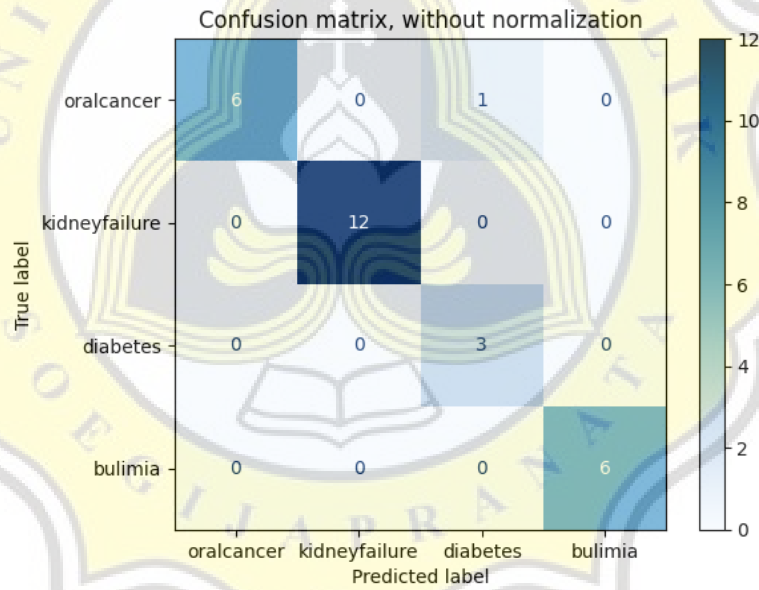 Confusion matrix, without normalization
True label
oralcancer 6 0 1 0
kidneyfailure 0 12 0 0
diabetes 0 0 3 0
bulimia 0 0 0 6
oralcancer kidneyfailure diabetes bulimia
Predicted label
12
10
8
6
4
2
0
SOEGIJAPRANATA